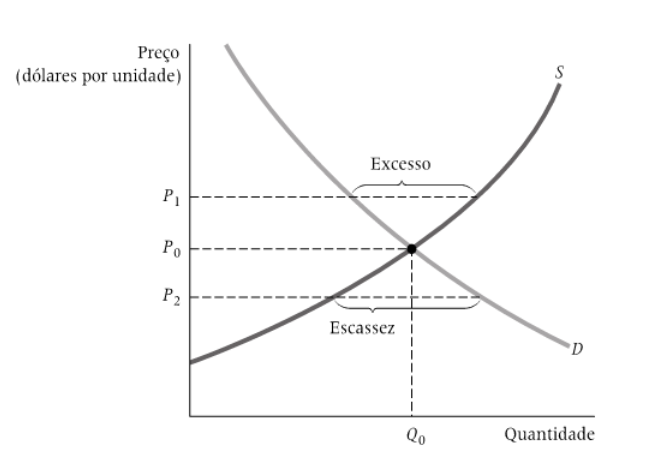 Preço
(dólares por unidade)
S
Excesso
P1
P0
P2
Escassez
D
Q0
Quantidade